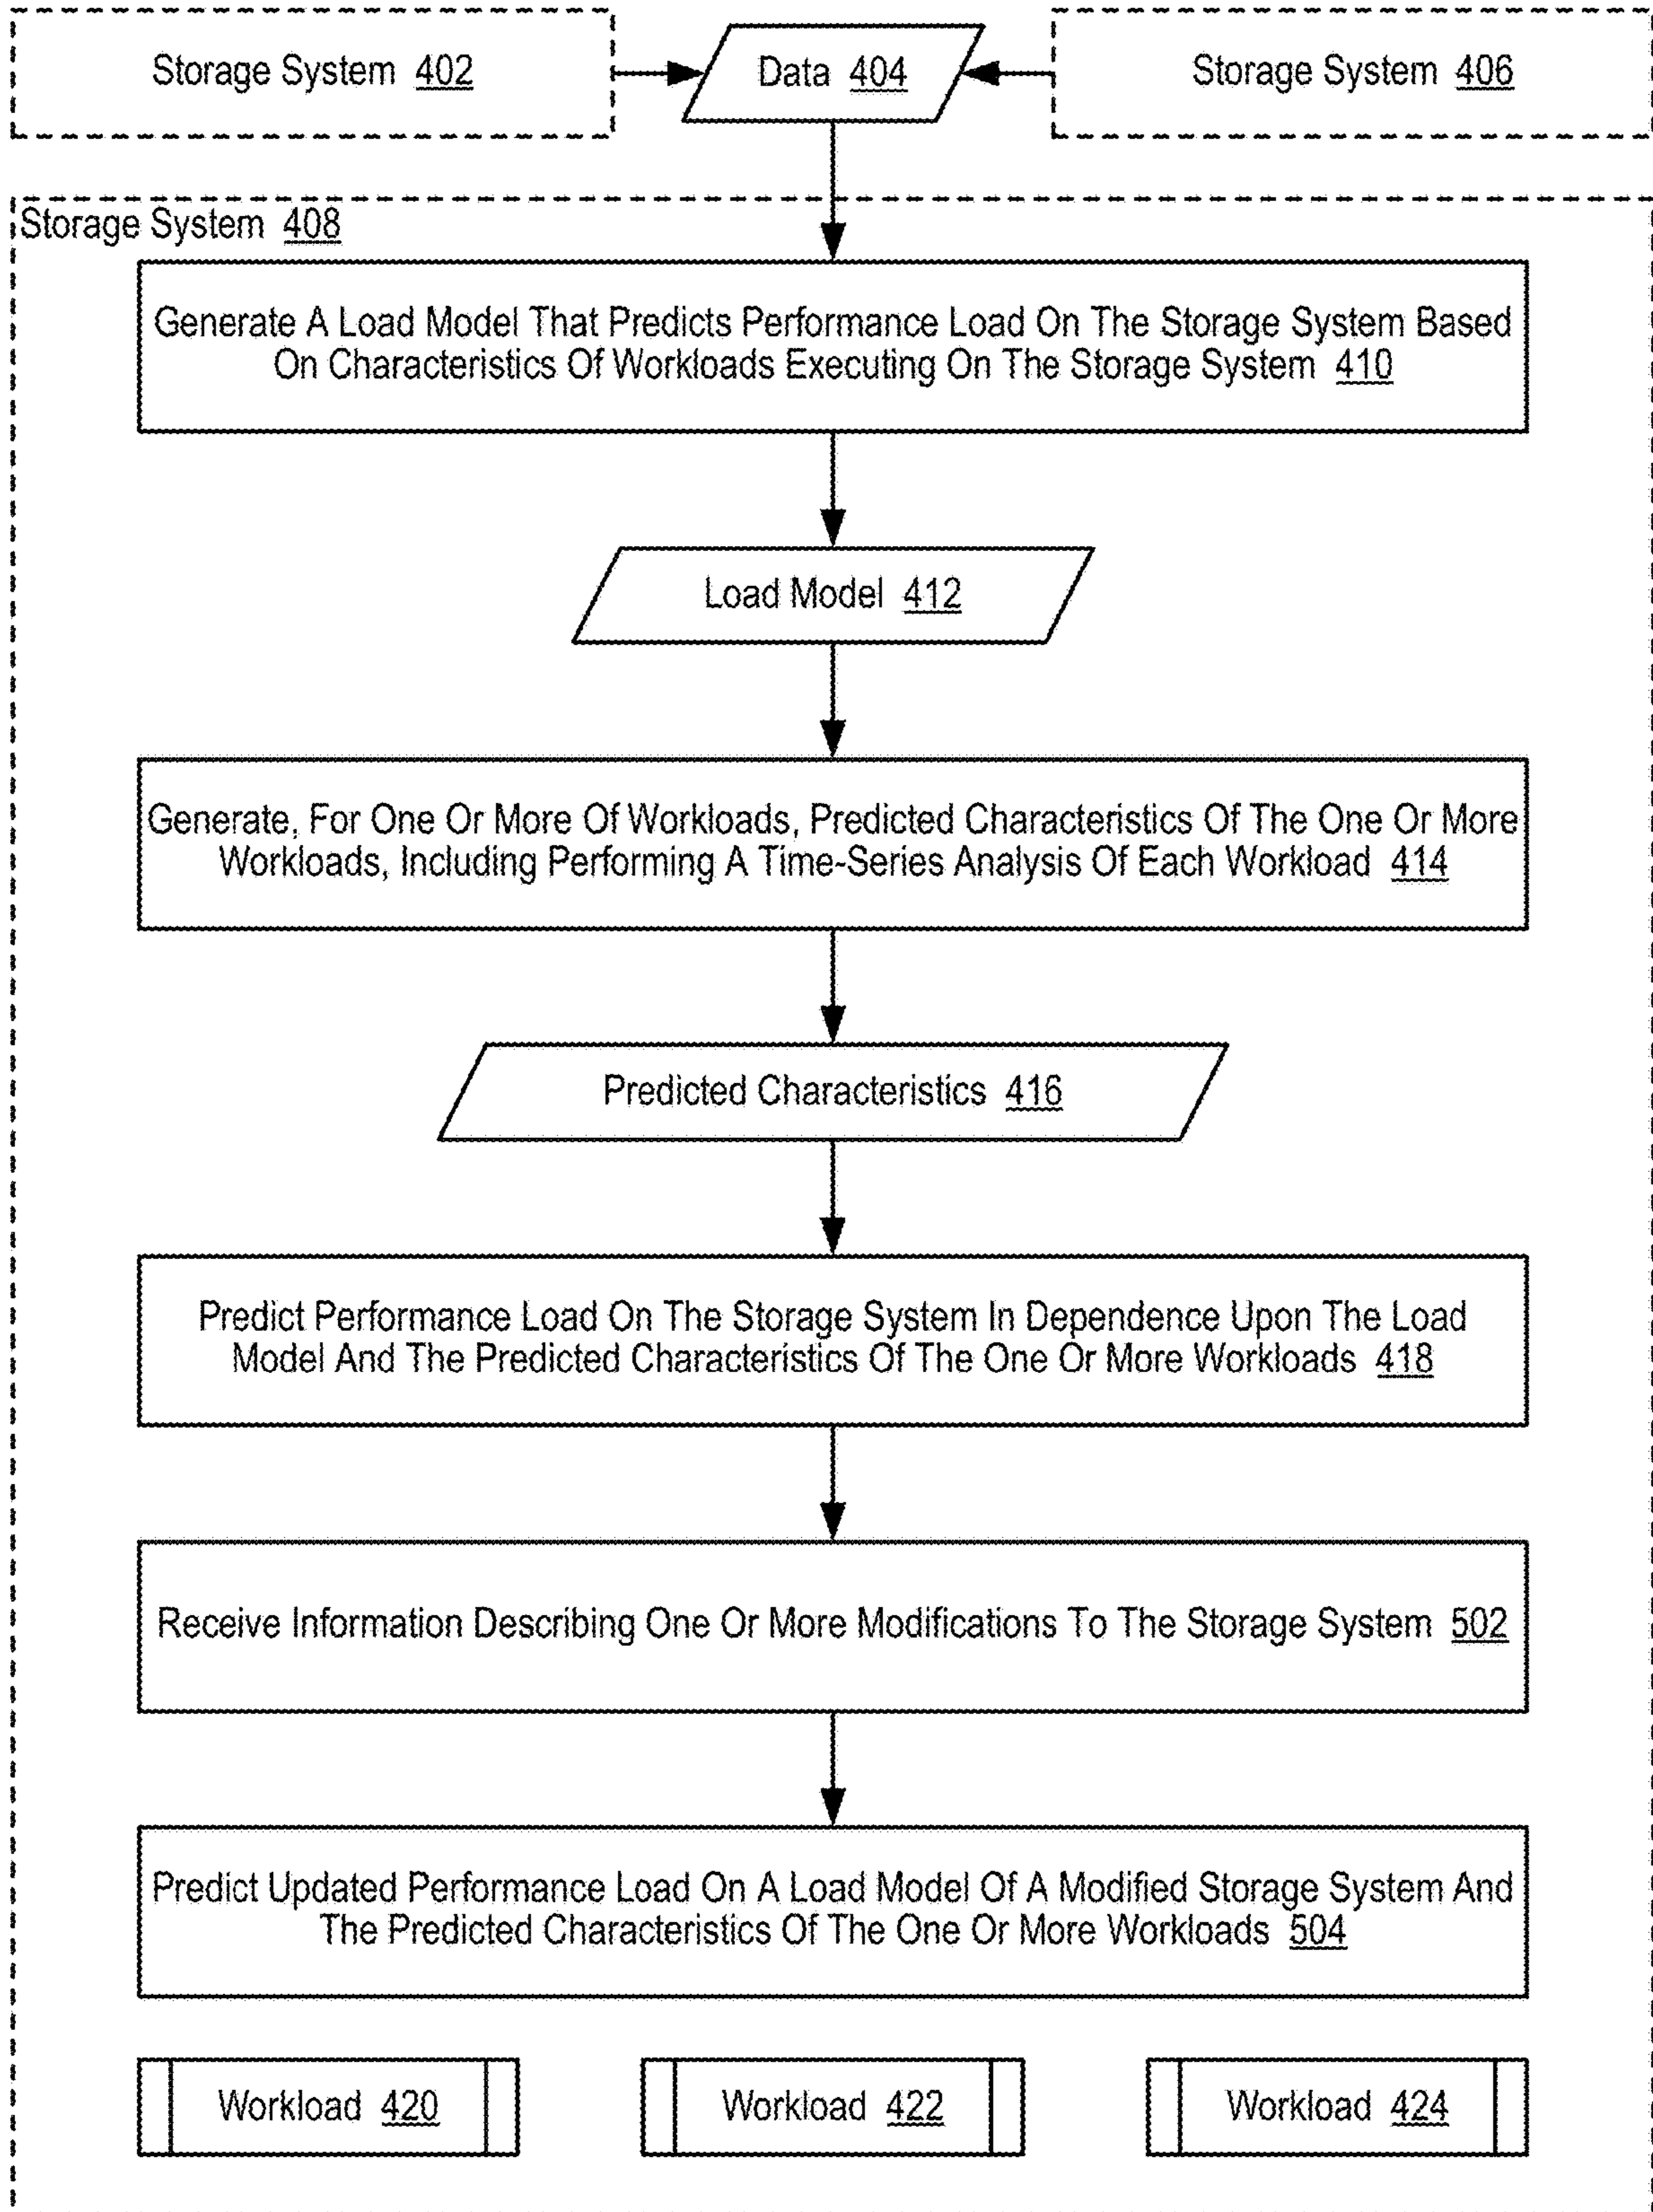 Storage System 402
Data 404
Storage System 406
Storage System 408
Generate A Load Model That Predicts Performance Load On The Storage System Based
On Characteristics Of Workloads Executing On The Storage System 410
Load Model 412
Generate, For One Or More Of Workloads, Predicted Characteristics Of The One Or More
Workloads, Including Performing A Time-Series Analysis Of Each Workload 414
Predicted Characteristics 416
Predict Performance Load On The Storage System In Dependence Upon The Load
Model And The Predicted Characteristics Of The One Or More Workloads 418
Receive Information Describing One Or More Modifications To The Storage System 502
Predict Updated Performance Load On A Load Model Of A Modified Storage System And
The Predicted Characteristics Of The One Or More Workloads 504
Workload 420
Workload 422
Workload 424